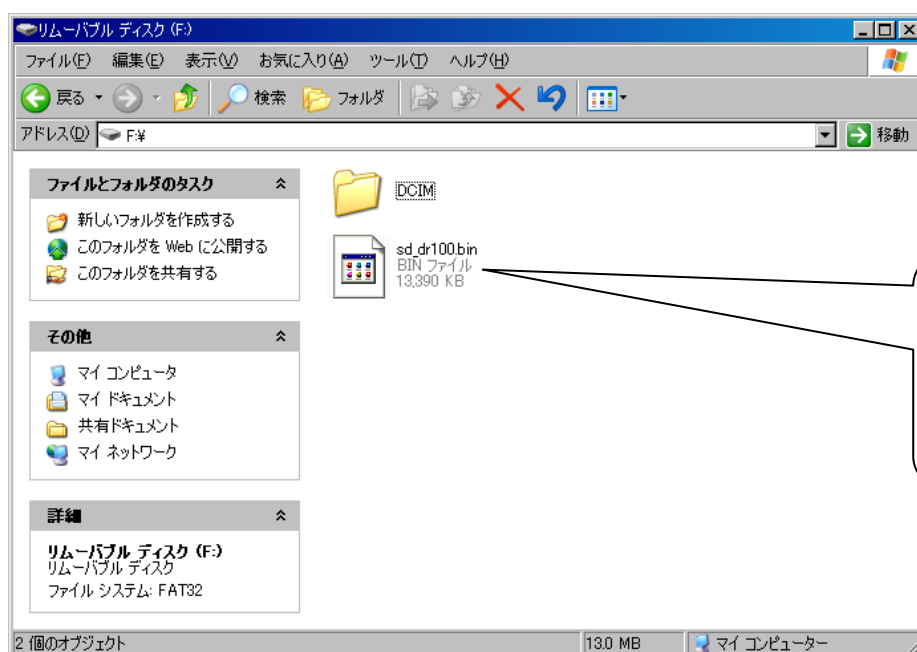 リムーバブル ディスク (F:)
ファイル(F) 編集(E) 表示(V) お気に入り(A) ツール(T) ヘルプ(H)
戻る 検索 フォルダ
アドレス(D) F:¥ 移動
ファイルとフォルダのタスク
新しいフォルダを作成する
このフォルダを Web に公開する
このフォルダを共有する
その他
マイ コンピュータ
マイ ドキュメント
共有ドキュメント
マイ ネットワーク
詳細
リムーバブル ディスク (F:)
リムーバブル ディスク
ファイル システム: FAT32
DCIM
sd_dr100.bin
BIN ファイル
13,390 KB
2 個のオブジェクト 13.0 MB マイ コンピューター